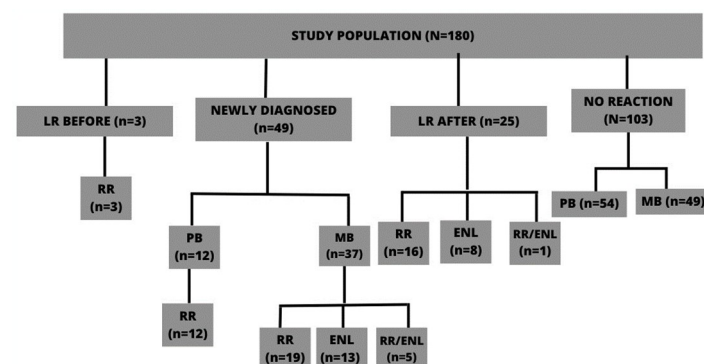 STUDY POPULATION (N=180)
LR BEFORE (n=3)
NEWLY DIAGNOSED
(n=49)
LR AFTER (n=25)
NO REACTION
(N=103)
RR
(n=3)
PB
(n=12)
MB
(n=37)
RR
(n=16)
ENL
(n=8)
RR/ENL
(n=1)
PB (n=54)
MB (n=49)
RR
(n=12)
RR
(n=19)
ENL
(n=13)
RR/ENL
(n=5)